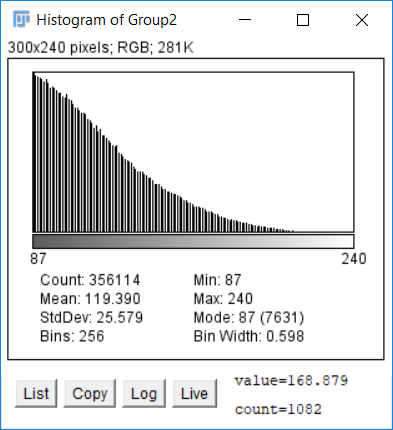 Histogram of Group2
300x240 pixels; RGB; 281K
87 240
Count: 356114 Min: 87
Mean: 119.390 Max: 240
StdDev: 25.579 Mode: 87 (7631)
Bins: 256 Bin Width: 0.598
List Copy Log Live value=168.879
count=1082